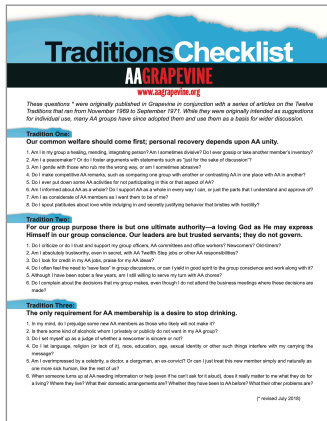 TraditionsChecklist
AAGRAPEVINE
www.aagrapevine.org
These questions * were originally published in Grapevine in conjunction with a series of articles on the Twelve
Traditions that ran from November 1969 to September 1971. While they were originally intended as suggestions
for individual use, many AA groups have since adopted them and use them as a basis for wider discussion.
Tradition One:
Our common welfare should come first; personal recovery depends upon AA unity.
1. Am I in my group a healing, mending, integrating person? Am I sometimes divisive? Do I ever gossip or take another member's inventory?
2. Am I a peacemaker? Or do I foster arguments with statements such as "just for the sake of discussion"?
3. Am I gentle with those who rub me the wrong way, or am I sometimes abrasive?
4. Do I make competitive AA remarks, such as comparing one group with another or contrasting AA in one place with AA in another?
5. Do I ever put down some AA activities for not participating in this or that aspect of AA?
6. Am I informed about AA as a whole? Do I support AA as a whole in every way I can, or just the parts that I understand and approve of?
7. Am I as considerate of AA members as I want them to be of me?
8. Do I spout platitudes about love while indulging in and secretly justifying behavior that bristles with hostility?
Tradition Two:
For our group purpose there is but one ultimate authority—a loving God as He may express
Himself in our group conscience. Our leaders are but trusted servants; they do not govern.
1. Do I criticize or do I trust and support my group officers, AA committees and office workers? Newcomers? Old-timers?
2. Am I absolutely trustworthy, even in secret, with AA Twelfth Step jobs or other AA responsibilities?
3. Do I look for credit in my AA jobs, praise for my AA ideas?
4. Do I often feel the need to "save face" in group discussions, or can I yield in good spirit to the group conscience and work along with it?
5. Although I have been sober a few years, am I still willing to serve my turn with AA chores?
6. Do I complain about the decisions that my group makes, even though I do not attend the business meetings where these decisions are
made?
Tradition Three:
The only requirement for AA membership is a desire to stop drinking.
1. In my mind, do I prejudge some new AA members as those likely will not make it?
2. Is there some kind of alcoholic whom I privately or publicly do not want in my AA group?
3. Do I set myself up as a judge of whether a newcomer is sincere or not?
4. Do I let language, religion (or lack of it), race, education, age, sexual identity or other such things interfere with my carrying the
message?
5. Am I overimpressed by a celebrity, a doctor, a clergyman, an ex-convict? Or can I just treat this new member simply and naturally as
one more sick human, like the rest of us?
6. When someone turns up at AA needing information or help (even if he can't ask for it aloud), does it really matter to me what they do for
a living? Where they live? What their domestic arrangements are? Whether they have been to AA before? What their other problems are?
(* revised July 2018)